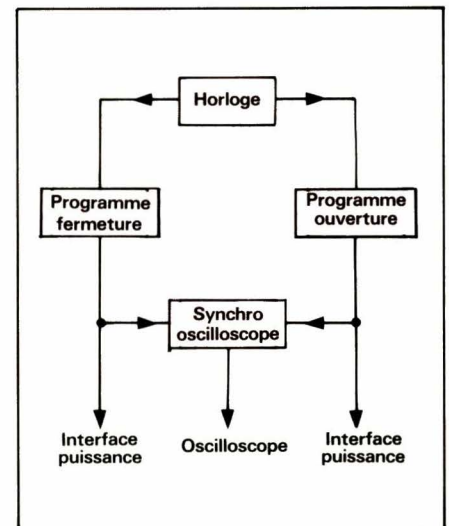 Horloge
Programme
fermeture
Programme
ouverture
Synchro
oscilloscope
Interface
puissance
Oscilloscope
Interface
puissance